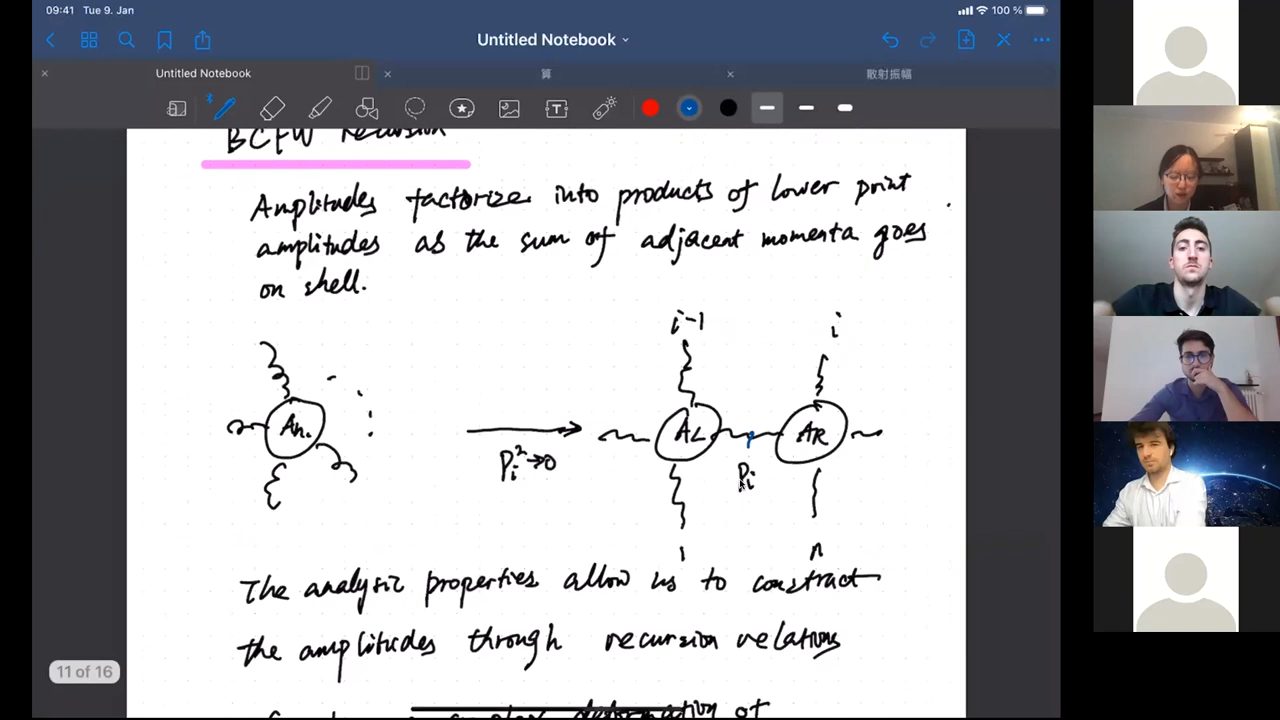 09:41 Tue 9. Jan
100 %
Untitled Notebook
Untitled Notebook
算
散射振幅
BCFW recursion
Amplitudes factorize into products of lower point
amplitudes as the sum of adjacent momenta goes
on shell.
i-1
i
An.
AL
AR
Pi² → 0
Pi
1
n
The analytic properties allow us to construct
the amplitudes through recursion relations
11 of 16
deformation of